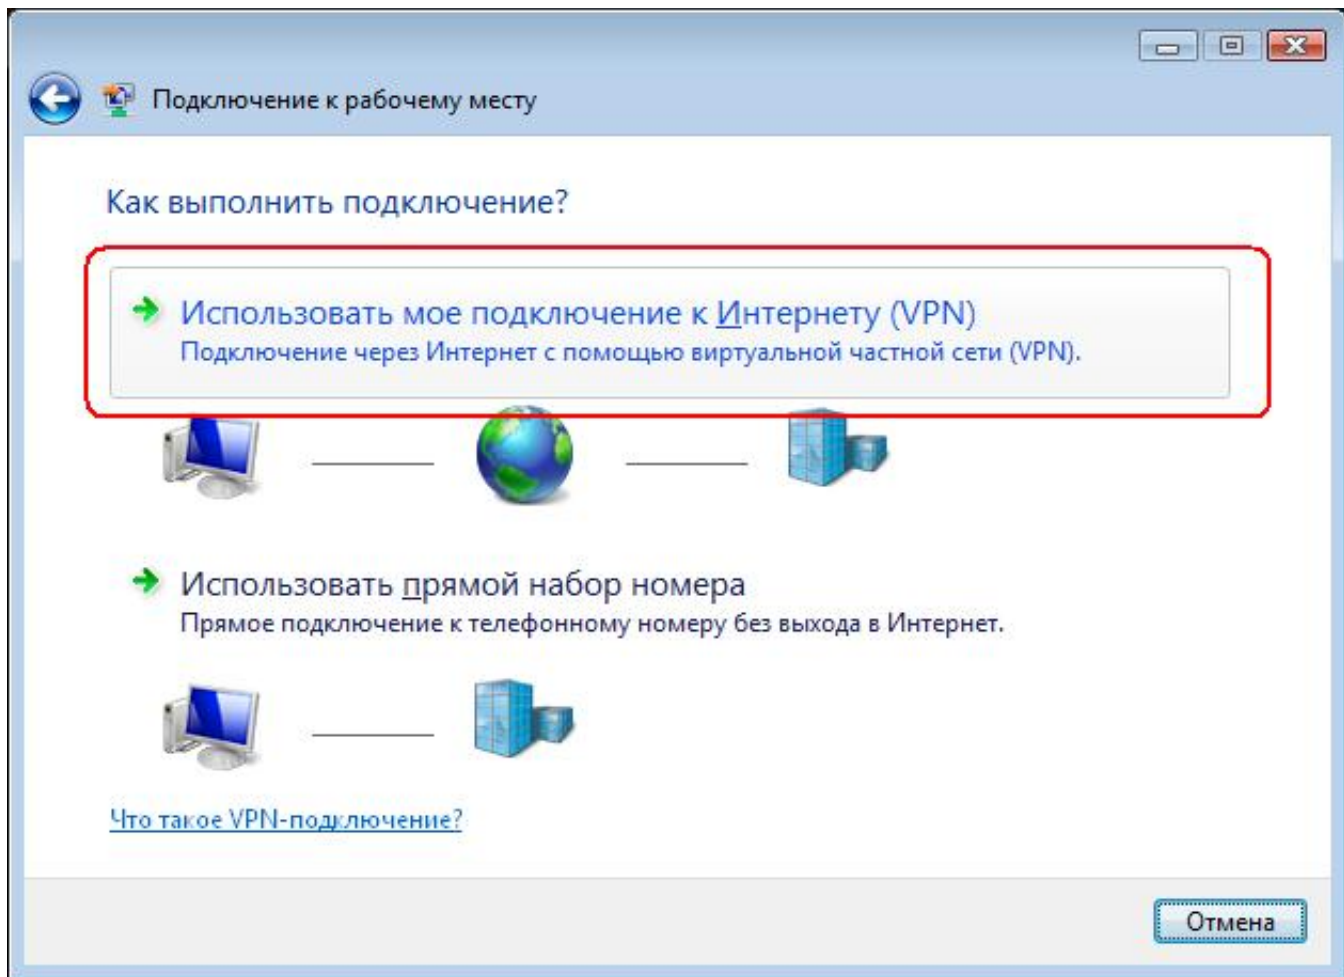 Подключение к рабочему месту
Как выполнить подключение?
Использовать мое подключение к Интернету (VPN)
Подключение через Интернет с помощью виртуальной частной сети (VPN).
Использовать прямой набор номера
Прямое подключение к телефонному номеру без выхода в Интернет.
Что такое VPN-подключение?
Отмена